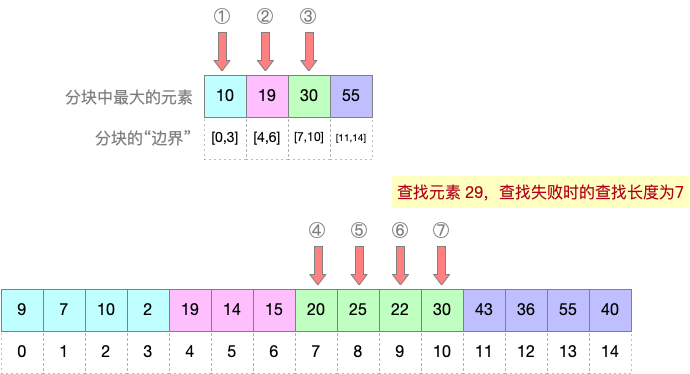 ① ② ③
分块中最大的元素 10 19 30 55
分块的“边界” [0,3] [4,6] [7,10] [11,14]
查找元素 29，查找失败时的查找长度为7
④ ⑤ ⑥ ⑦
9 7 10 2 19 14 15 20 25 22 30 43 36 55 40
0 1 2 3 4 5 6 7 8 9 10 11 12 13 14